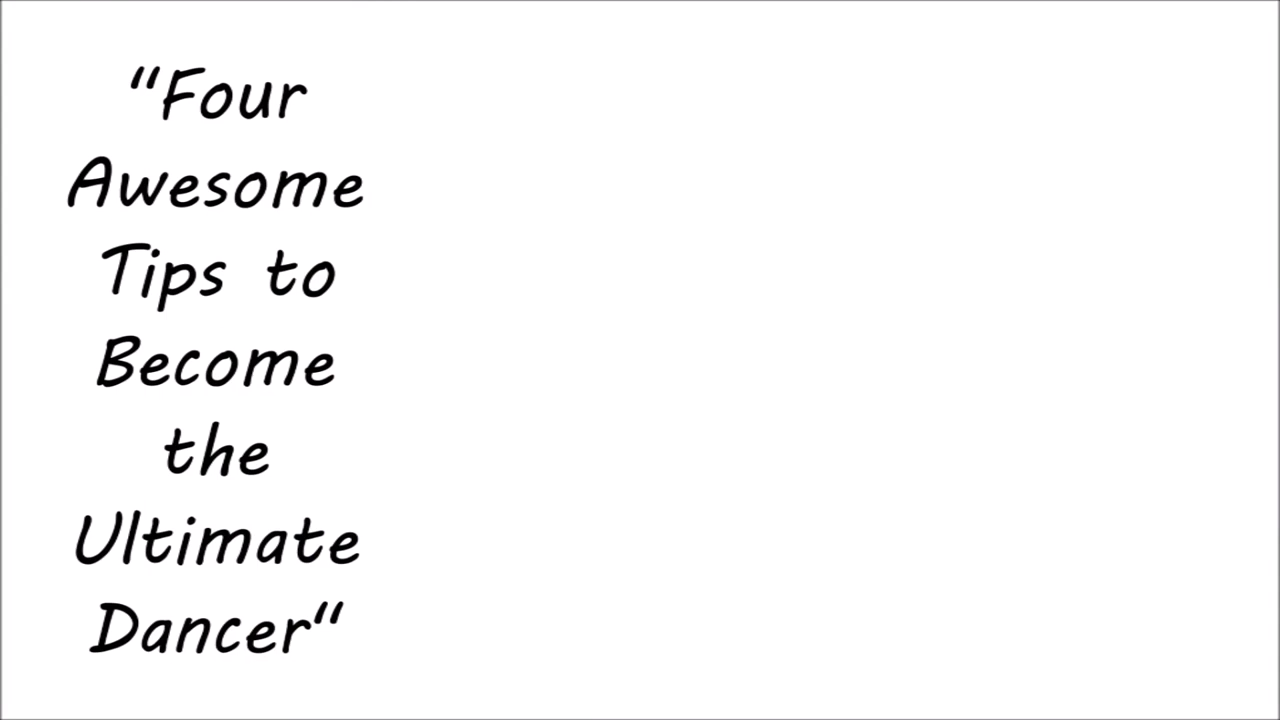 “Four
Awesome
Tips to
Become
the
Ultimate
Dancer“